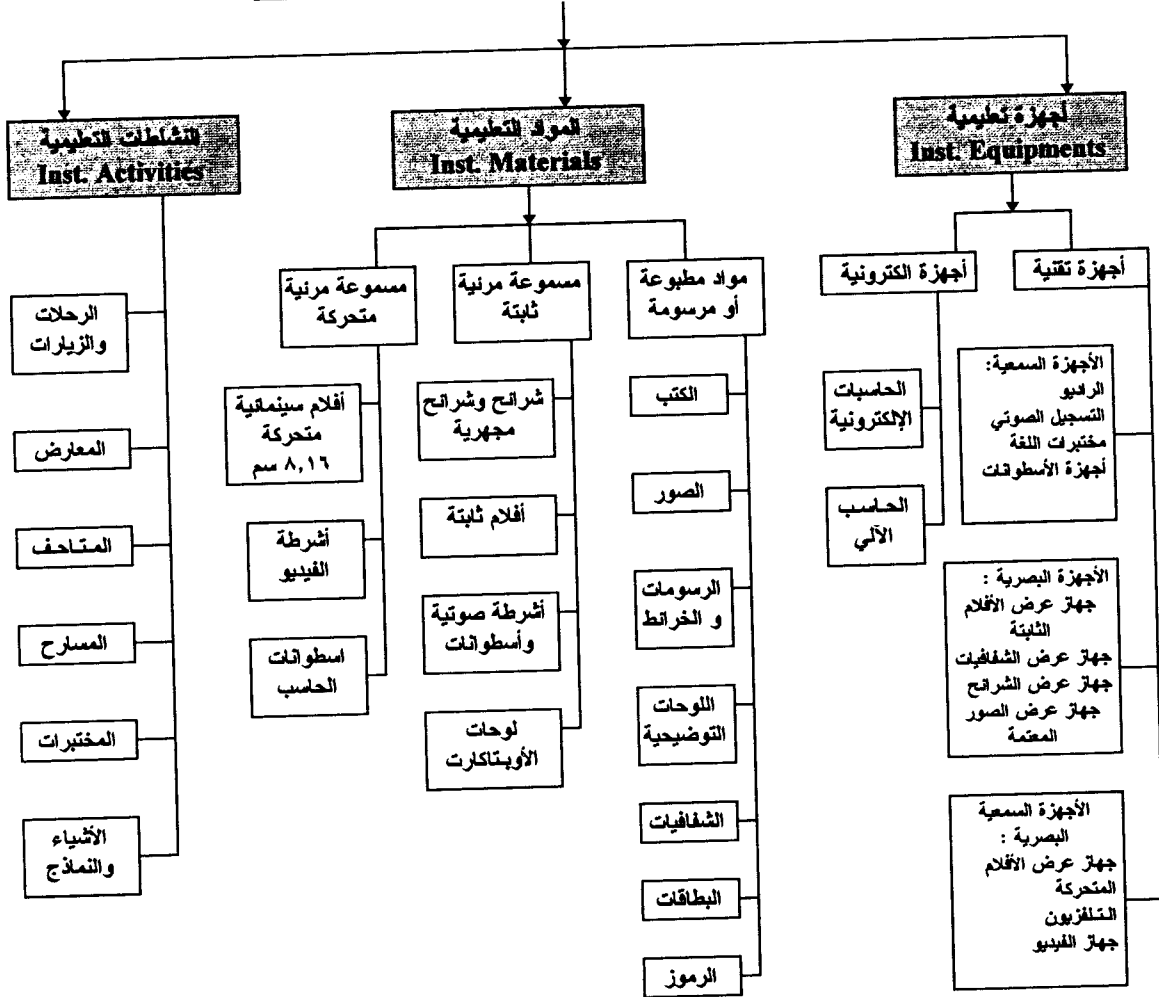 أجهزة تعليمية
Inst. Equipments
المواد التعليمية
Inst. Materials
النشاطات التعليمية
Inst. Activities
أجهزة تقنية
أجهزة الكترونية
الأجهزة السمعية:
الراديو
التسجيل الصوتي
مختبرات اللغة
أجهزة الأسطوانات
الأجهزة البصرية :
جهاز عرض الأفلام
الثابتة
جهاز عرض الشفافيات
جهاز عرض الشرائح
جهاز عرض الصور
المعتمة
الأجهزة السمعية
البصرية :
جهاز عرض الأفلام
المتحركة
التلفزيون
جهاز الفيديو
الحاسبات
الإلكترونية
الحاسب
الآلي
مواد مطبوعة
أو مرسومة
الكتب
الصور
الرسومات
و الخرائط
اللوحات
التوضيحية
الشفافيات
البطاقات
الرموز
مسموعة مرئية
ثابتة
شرائح وشرائح
مجهرية
أفلام ثابتة
أشرطة صوتية
وأسطوانات
لوحات
الأوبتاكارت
مسموعة مرئية
متحركة
أفلام سينمائية
متحركة
٨,١٦ سم
أشرطة
الفيديو
اسطوانات
الحاسب
الرحلات
والزيارات
المعارض
المتاحف
المسارح
المختبرات
الأشياء
والنماذج